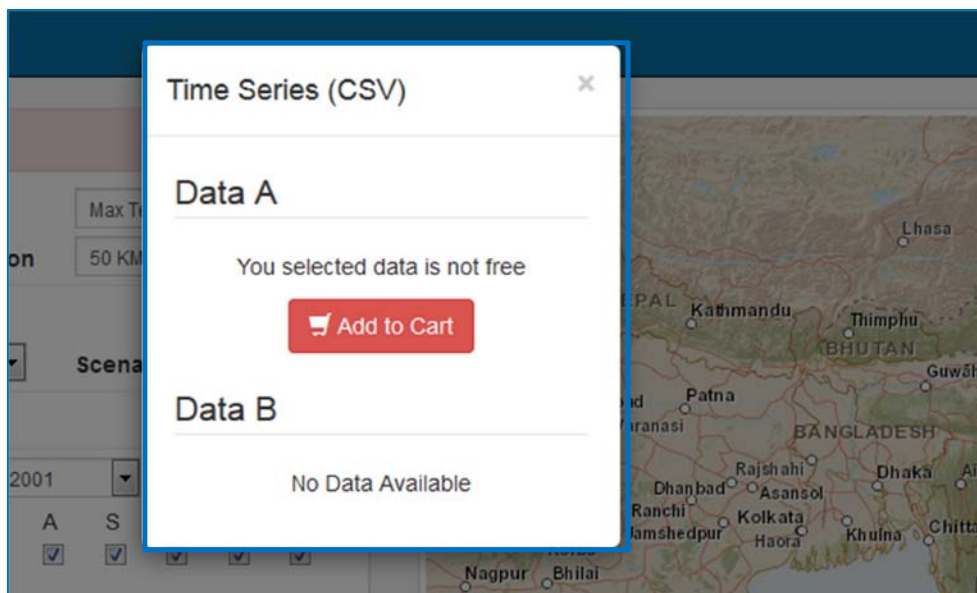 Time Series (CSV)
×
Data A
You selected data is not free
Add to Cart
Data B
No Data Available
Max Te
on
50 KM
Scena
2001
A S
Lhasa
EPAL
Kathmandu
Thimphu
BHUTAN
Guwāh
Patna
aranasi
BANGLADESH
Rajshahi
Dhaka
Ai
Dhanbad
Asansol
Ranchi
Kolkata
Jamshedpur
Haora
Khulna
Chitta
Nagpur
Bhilai